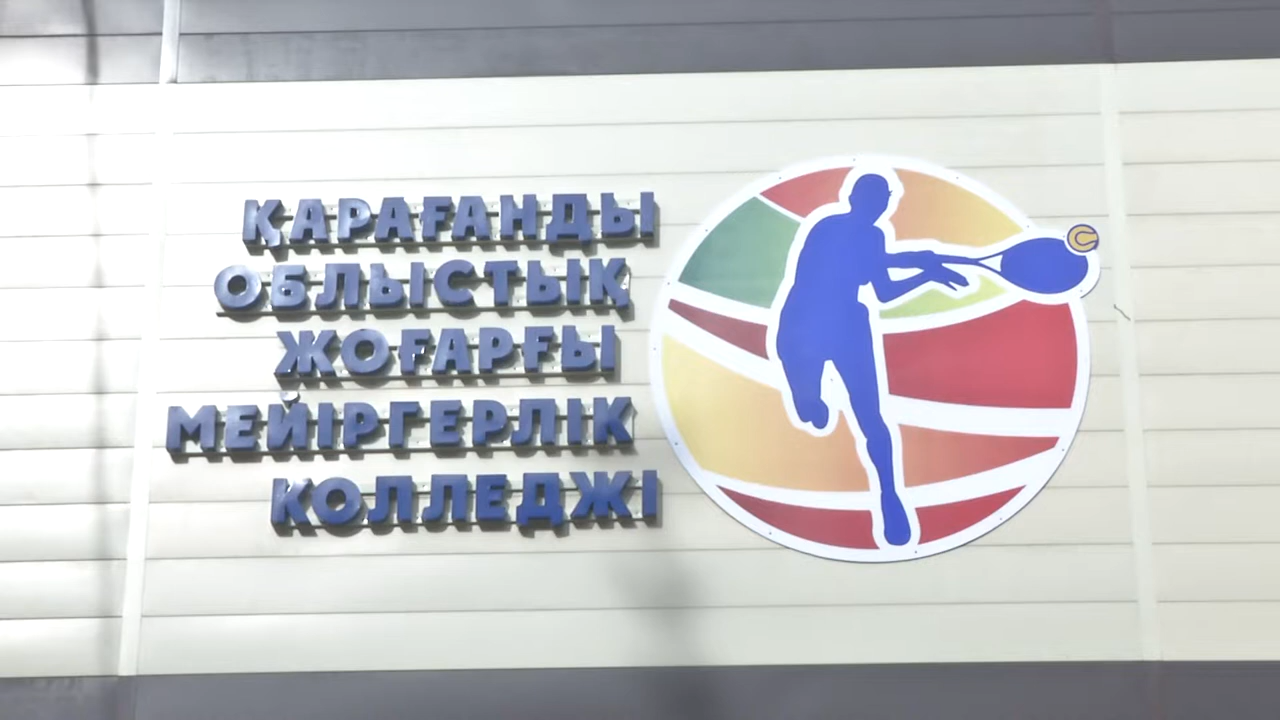 ҚАРАҒАНДЫ
ОБЛЫСТЫҚ
ЖОҒАРҒЫ
МЕЙІРГЕРЛІК
КОЛЛЕДЖІ